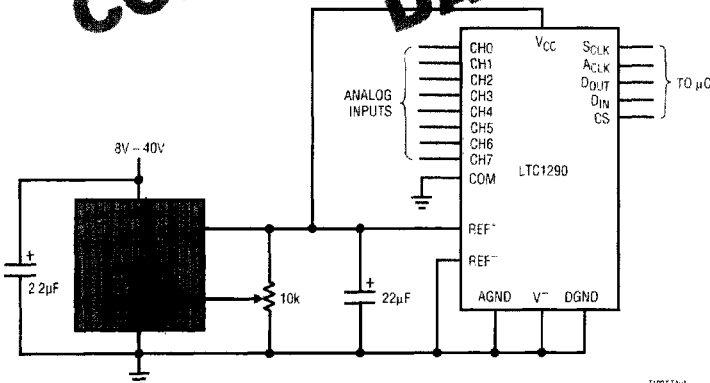 CH0
CH1
CH2
CH3
CH4
CH5
CH6
CH7
COM
REF+
REF−
VCC
SCLK
ACLK
DOUT
DIN
CS
TO µC
ANALOG
INPUTS
LTC1290
AGND
V−
DGND
8V – 40V
+
2.2µF
10k
+
22µF